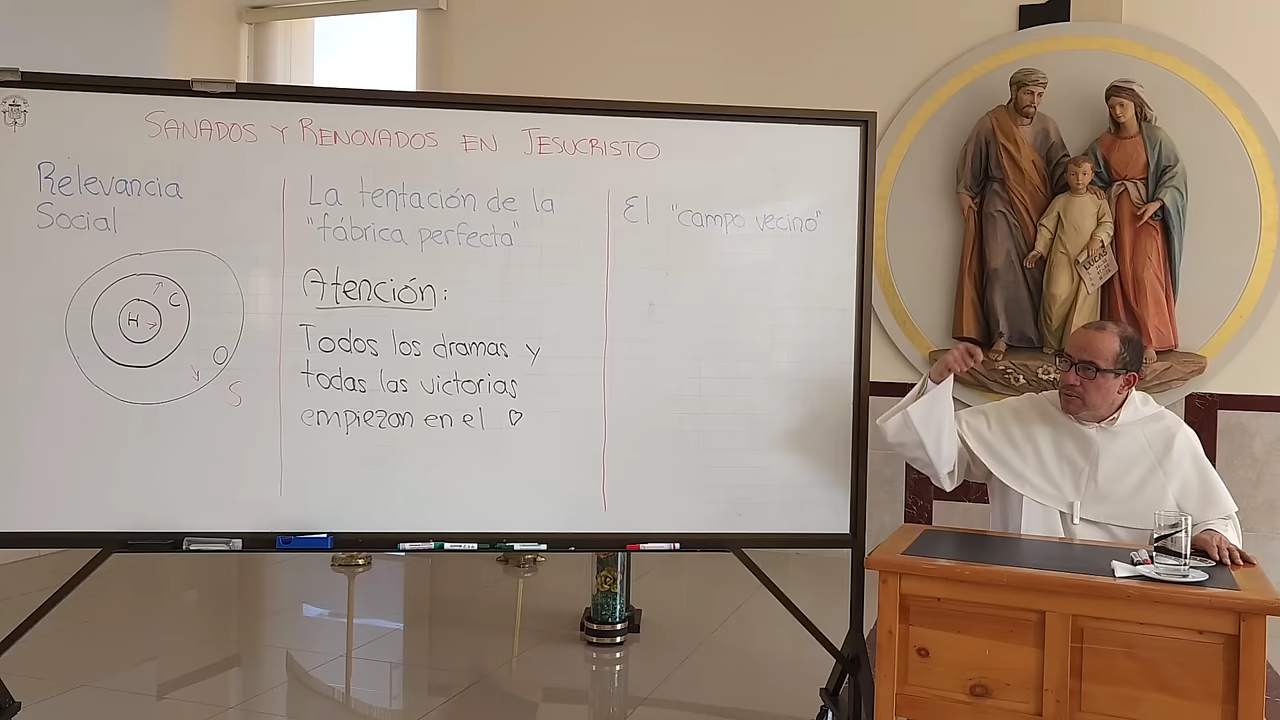 SANADOS Y RENOVADOS EN JESUCRISTO
Relevancia
Social
H
C
S
La tentación de la
"fábrica perfecta"
Atención:
Todos los dramas y
todas las victorias
empiezan en el ♡
El "campo vecino"
LUCAS